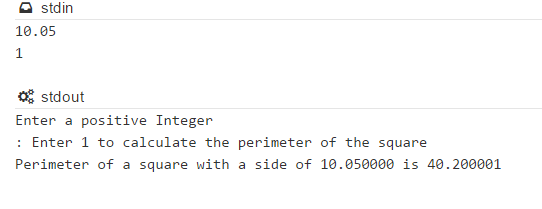 stdin
10.05
1
stdout
Enter a positive Integer
: Enter 1 to calculate the perimeter of the square
Perimeter of a square with a side of 10.050000 is 40.200001